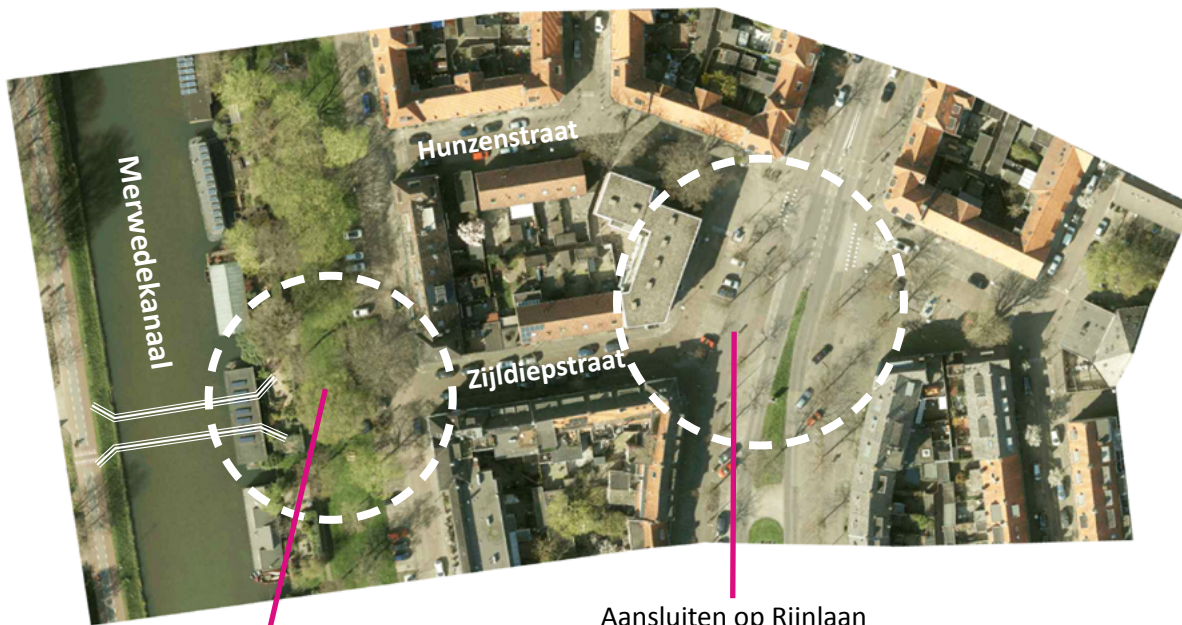 Hunzenstraat
Merwedekanaal
Zijldiepstraat
Aansluiten op Rijnlaan